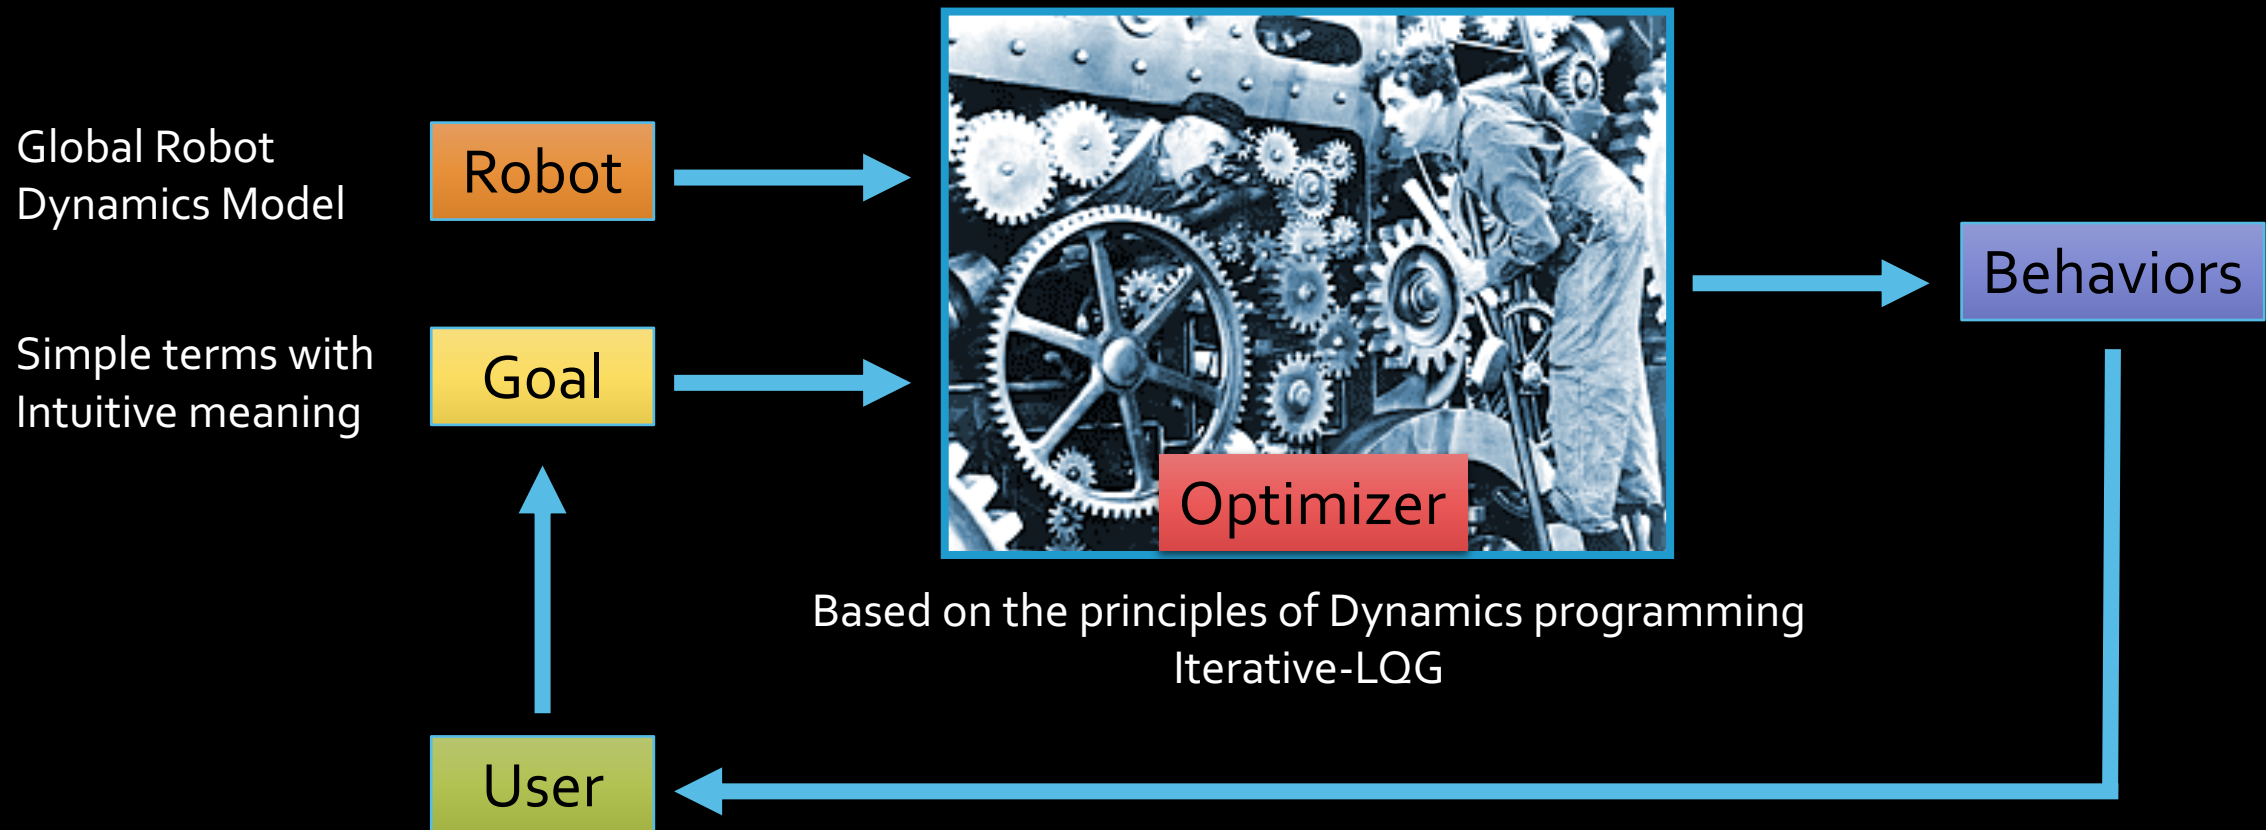 Global Robot
Dynamics Model
Robot
Simple terms with
Intuitive meaning
Goal
Optimizer
Behaviors
Based on the principles of Dynamics programming
Iterative-LQG
User